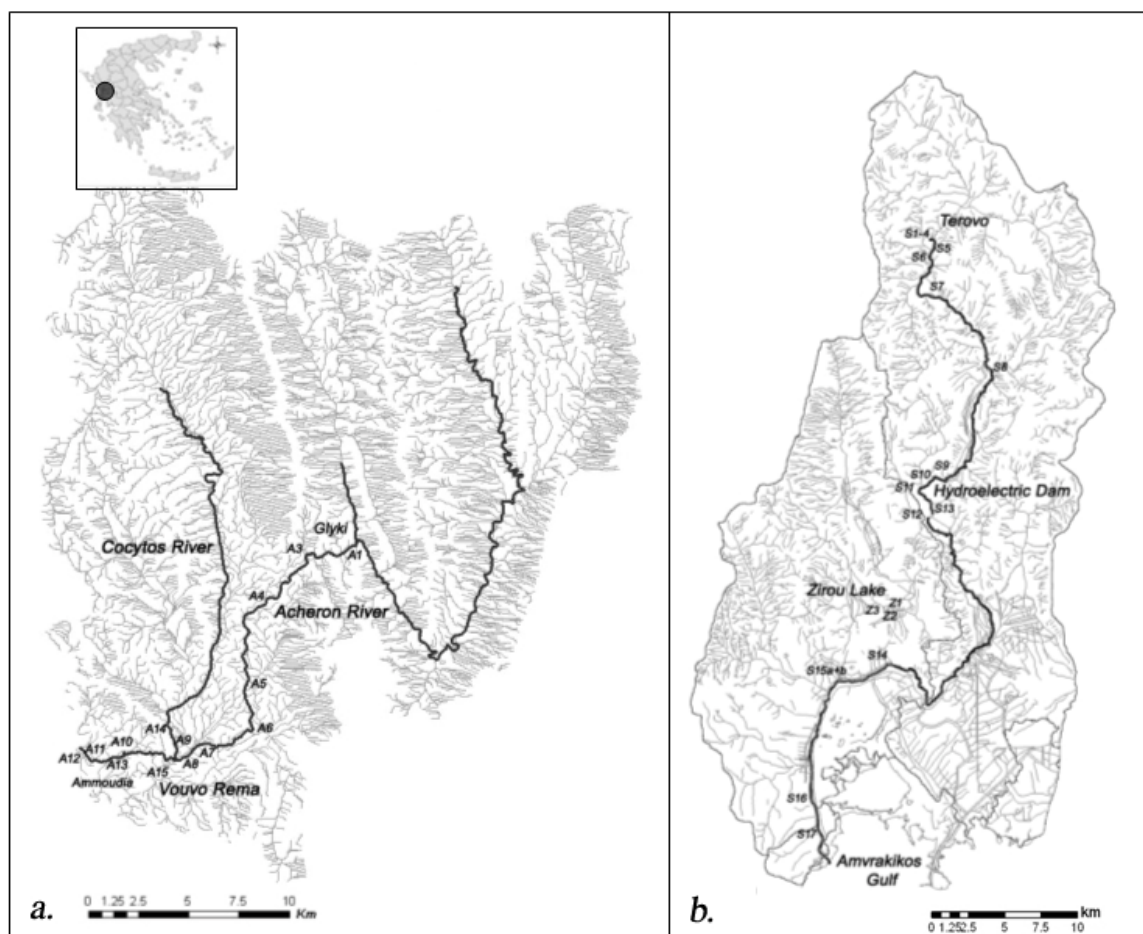 Glyki
A3
A1
Cocytos River
A4
Acheron River
A5
A14
A6
A9
A10
A11
A7
A12
A13
A8
A15
Ammoudia
Vouvo Rema
a.
0 1.25 2.5 5 7.5 10
Km
Terovo
S1-4
S5
S6
S7
S8
S9
S10
S11
Hydroelectric Dam
S13
S12
Zirou Lake
Z1
Z3
Z2
S14
S15a+b
S16
S17
Amvrakikos
Gulf
b.
km
0 1.25 2.5 5 7.5 10